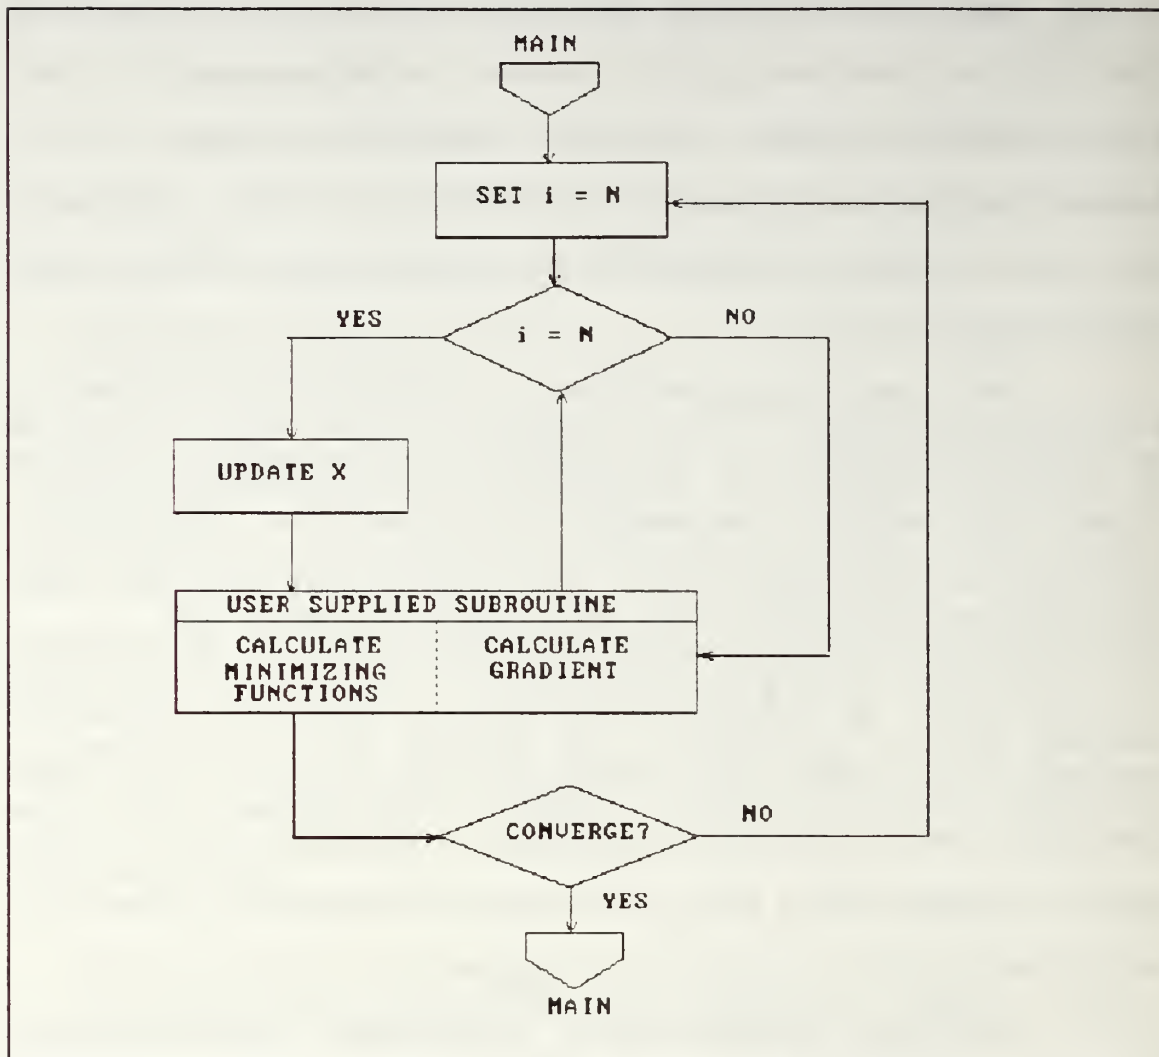 MAIN
SET i = N
YES
i = N
NO
UPDATE X
USER SUPPLIED SUBROUTINE
CALCULATE
MINIMIZING
FUNCTIONS
CALCULATE
GRADIENT
CONVERGE?
NO
YES
MAIN